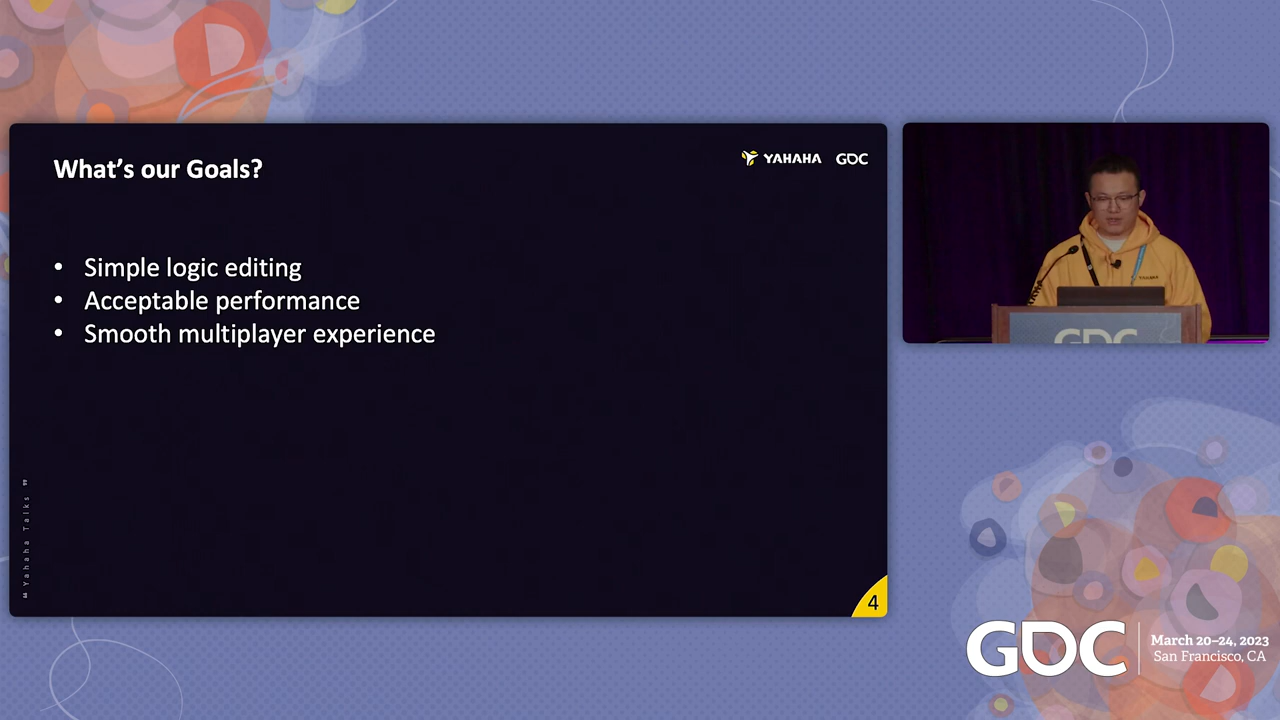 What's our Goals?
YAHAHA GDC
• Simple logic editing
• Acceptable performance
• Smooth multiplayer experience
“ Yahaha Talks ”
4
GDC
GDC
March 20–24, 2023
San Francisco, CA